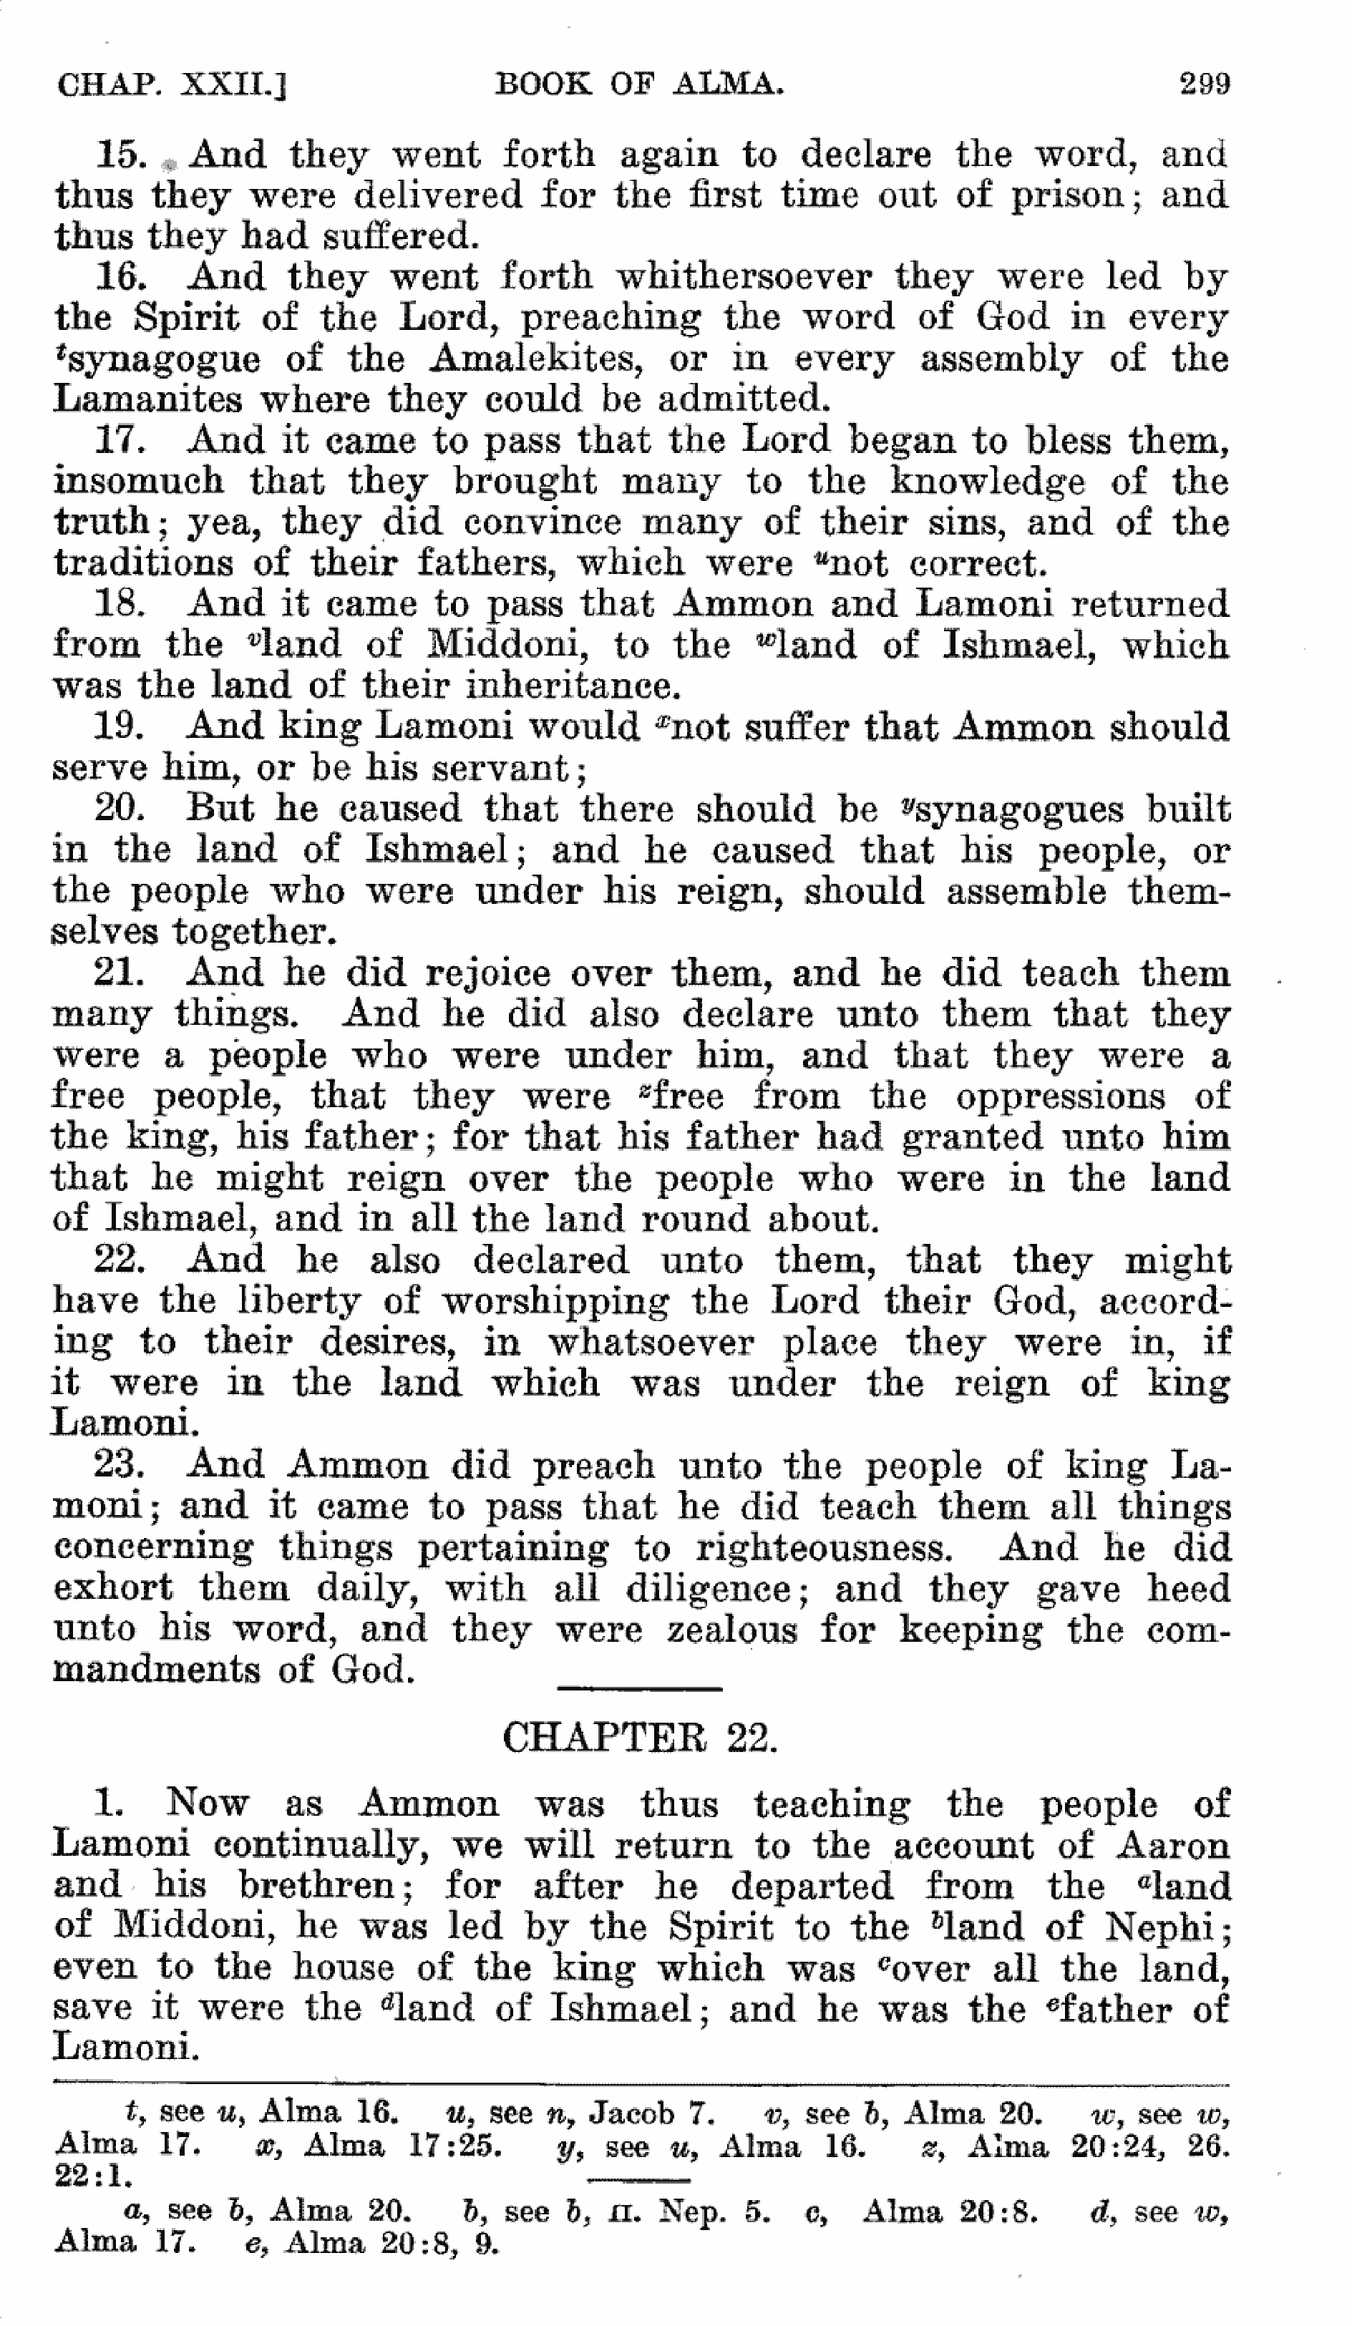 CHAP. XXII.] BOOK OF ALMA. 299
15. And they went forth again to declare the word, and
thus they were delivered for the first time out of prison; and
thus they had suffered.
16. And they went forth whithersoever they were led by
the Spirit of the Lord, preaching the word of God in every
tsynagogue of the Amalekites, or in every assembly of the
Lamanites where they could be admitted.
17. And it came to pass that the Lord began to bless them,
insomuch that they brought many to the knowledge of the
truth; yea, they did convince many of their sins, and of the
traditions of their fathers, which were unot correct.
18. And it came to pass that Ammon and Lamoni returned
from the vland of Middoni, to the wland of Ishmael, which
was the land of their inheritance.
19. And king Lamoni would xnot suffer that Ammon should
serve him, or be his servant;
20. But he caused that there should be ysynagogues built
in the land of Ishmael; and he caused that his people, or
the people who were under his reign, should assemble them-
selves together.
21. And he did rejoice over them, and he did teach them
many things. And he did also declare unto them that they
were a people who were under him, and that they were a
free people, that they were zfree from the oppressions of
the king, his father; for that his father had granted unto him
that he might reign over the people who were in the land
of Ishmael, and in all the land round about.
22. And he also declared unto them, that they might
have the liberty of worshipping the Lord their God, accord-
ing to their desires, in whatsoever place they were in, if
it were in the land which was under the reign of king
Lamoni.
23. And Ammon did preach unto the people of king La-
moni; and it came to pass that he did teach them all things
concerning things pertaining to righteousness. And he did
exhort them daily, with all diligence; and they gave heed
unto his word, and they were zealous for keeping the com-
mandments of God.
CHAPTER 22.
1. Now as Ammon was thus teaching the people of
Lamoni continually, we will return to the account of Aaron
and his brethren; for after he departed from the aland
of Middoni, he was led by the Spirit to the bland of Nephi;
even to the house of the king which was cover all the land,
save it were the dland of Ishmael; and he was the efather of
Lamoni.
t, see u, Alma 16. u, see n, Jacob 7. v, see b, Alma 20. w, see w,
Alma 17. x, Alma 17:25. y, see u, Alma 16. z, Alma 20:24, 26.
22:1.
a, see b, Alma 20. b, see b, II. Nep. 5. c, Alma 20:8. d, see w,
Alma 17. e, Alma 20:8, 9.